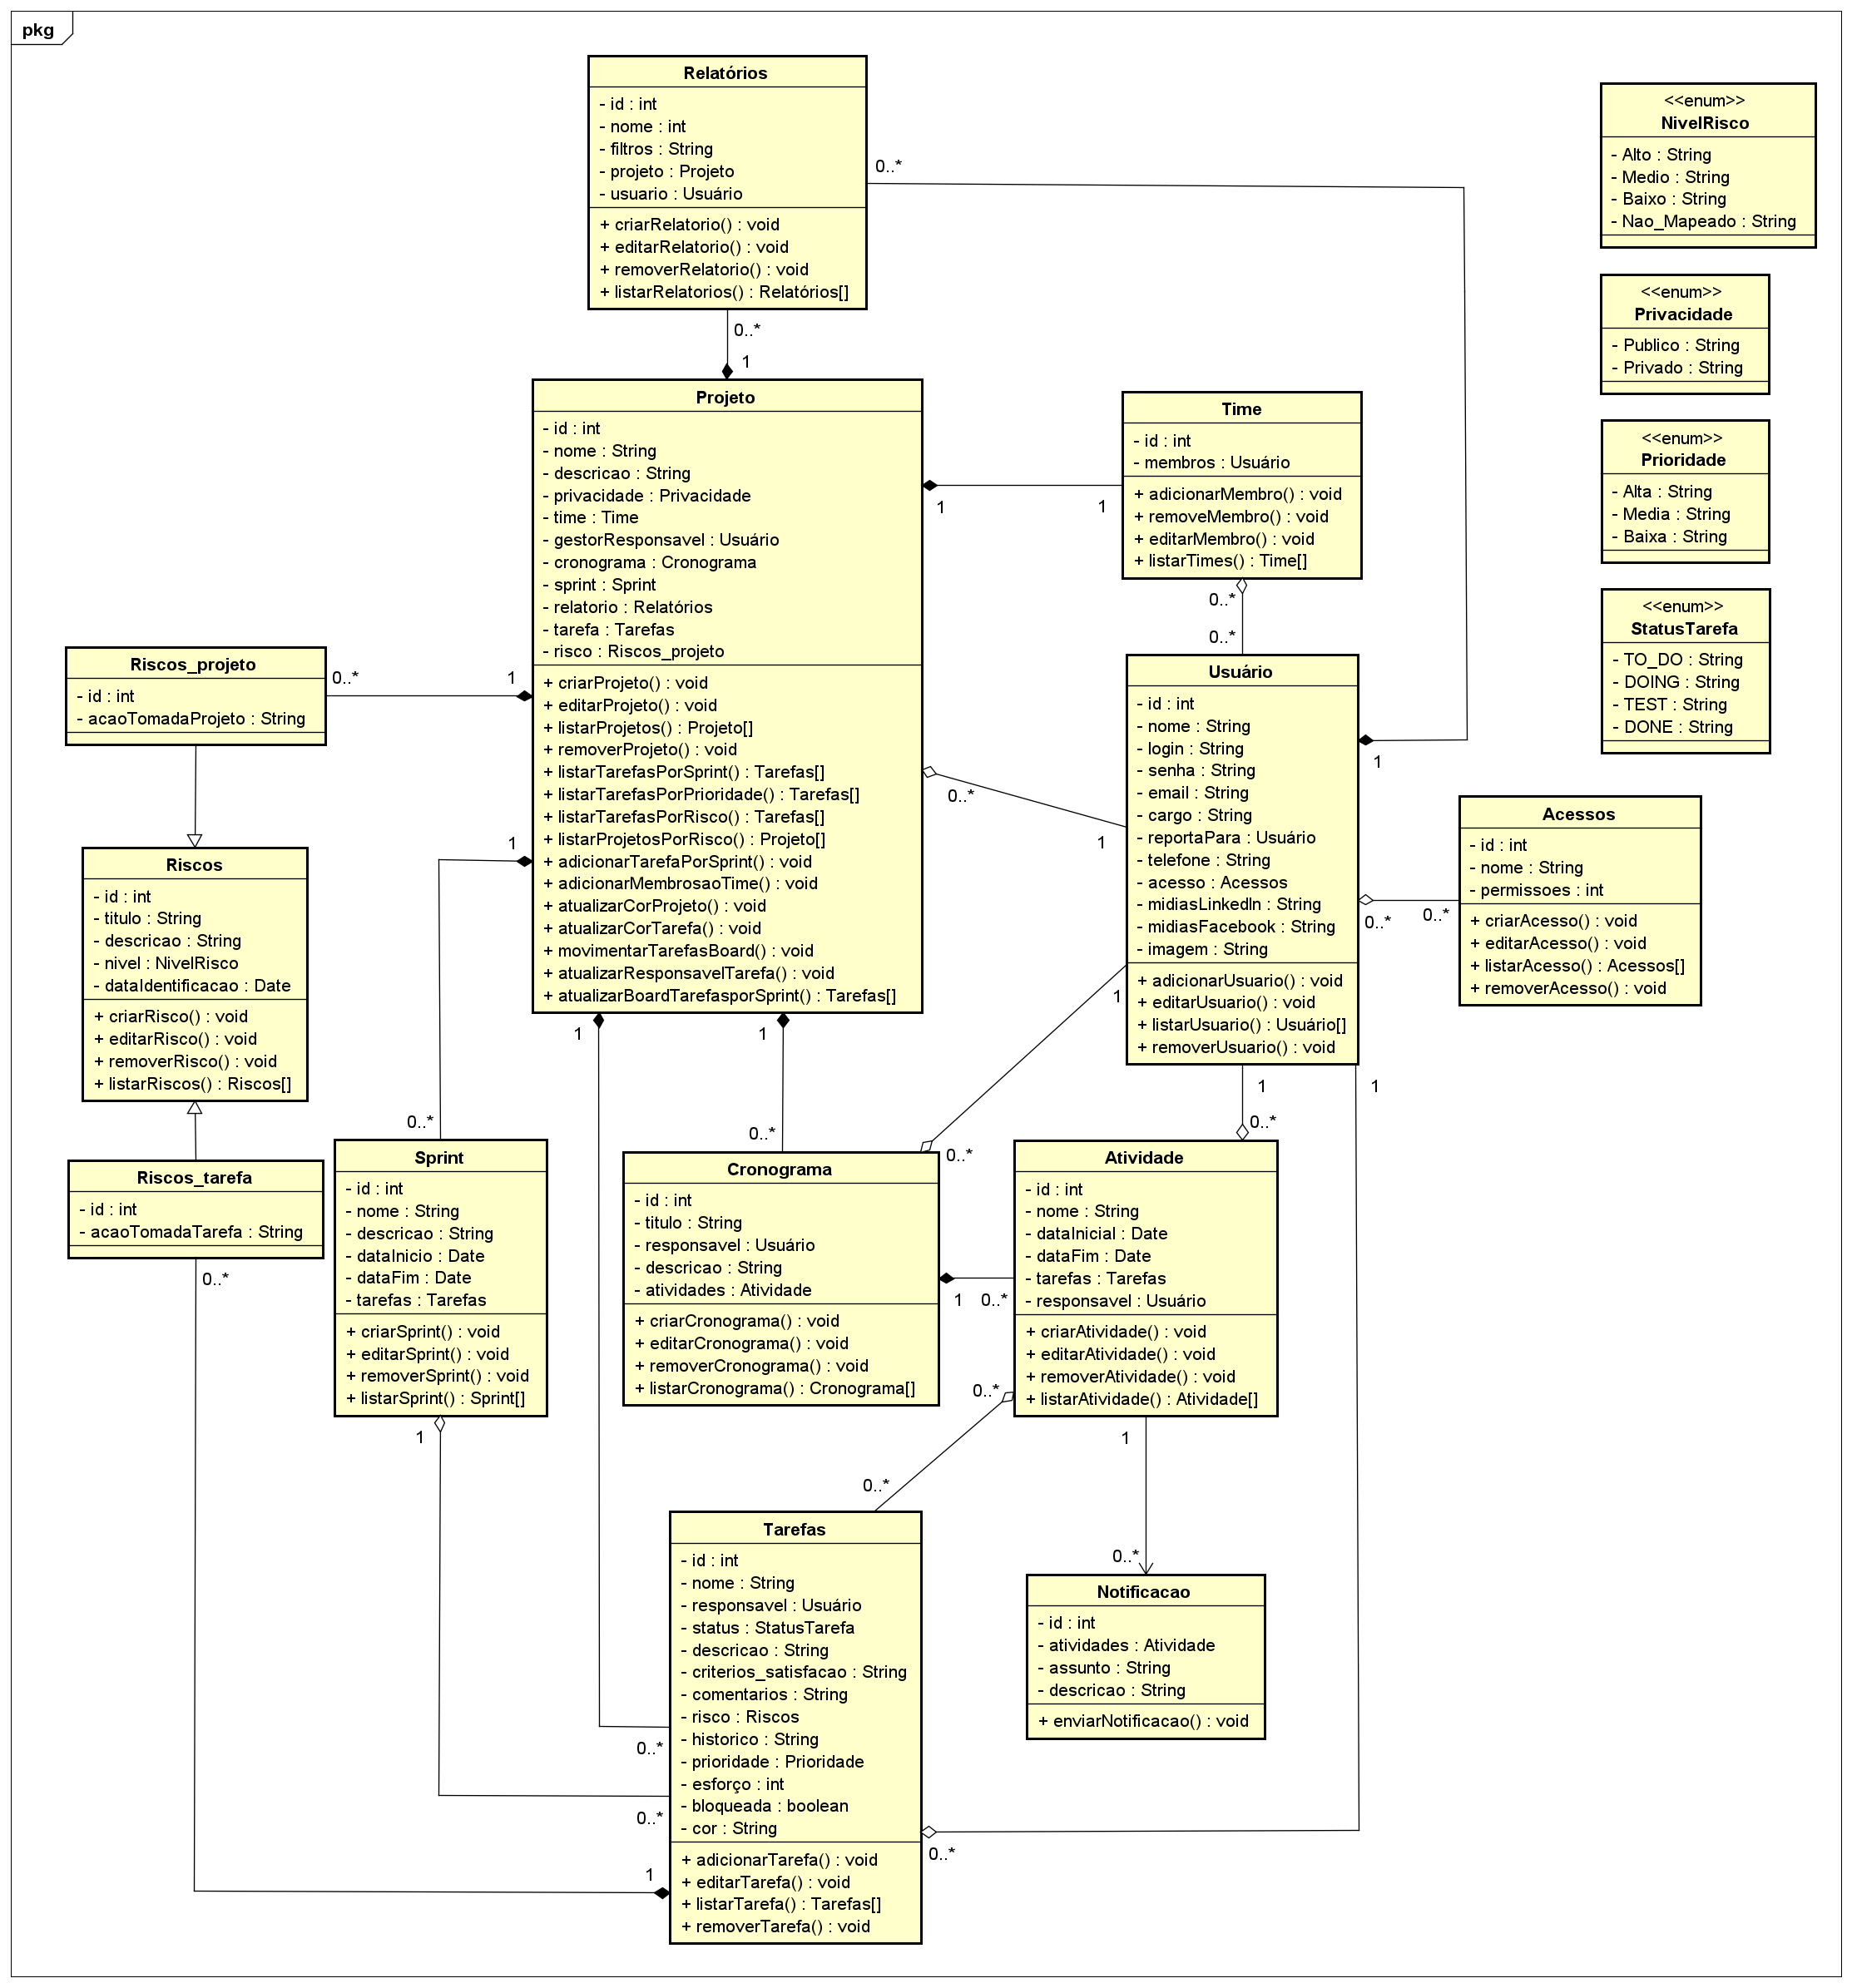 pkg
Relatórios
- id : int
- nome : int
- filtros : String
- projeto : Projeto
- usuario : Usuário
+ criarRelatorio() : void
+ editarRelatorio() : void
+ removerRelatorio() : void
+ listarRelatorios() : Relatórios[]
0..*
0..*
1
<<enum>>
NivelRisco
- Alto : String
- Medio : String
- Baixo : String
- Nao_Mapeado : String
<<enum>>
Privacidade
- Publico : String
- Privado : String
<<enum>>
Prioridade
- Alta : String
- Media : String
- Baixa : String
<<enum>>
StatusTarefa
- TO_DO : String
- DOING : String
- TEST : String
- DONE : String
Projeto
- id : int
- nome : String
- descricao : String
- privacidade : Privacidade
- time : Time
- gestorResponsavel : Usuário
- cronograma : Cronograma
- sprint : Sprint
- relatorio : Relatórios
- tarefa : Tarefas
- risco : Riscos_projeto
+ criarProjeto() : void
+ editarProjeto() : void
+ listarProjetos() : Projeto[]
+ removerProjeto() : void
+ listarTarefasPorSprint() : Tarefas[]
+ listarTarefasPorPrioridade() : Tarefas[]
+ listarTarefasPorRisco() : Tarefas[]
+ listarProjetosPorRisco() : Projeto[]
+ adicionarTarefaPorSprint() : void
+ adicionarMembrosaoTime() : void
+ atualizarCorProjeto() : void
+ atualizarCorTarefa() : void
+ movimentarTarefasBoard() : void
+ atualizarResponsavelTarefa() : void
+ atualizarBoardTarefasporSprint() : Tarefas[]
1
1
Time
- id : int
- membros : Usuário
+ adicionarMembro() : void
+ removeMembro() : void
+ editarMembro() : void
+ listarTimes() : Time[]
0..*
0..*
Usuário
- id : int
- nome : String
- login : String
- senha : String
- email : String
- cargo : String
- reportaPara : Usuário
- telefone : String
- acesso : Acessos
- midiasLinkedIn : String
- midiasFacebook : String
- imagem : String
+ adicionarUsuario() : void
+ editarUsuario() : void
+ listarUsuario() : Usuário[]
+ removerUsuario() : void
1
0..*
1
0..*
0..*
Acessos
- id : int
- nome : String
- permissoes : int
+ criarAcesso() : void
+ editarAcesso() : void
+ listarAcesso() : Acessos[]
+ removerAcesso() : void
Riscos_projeto
- id : int
- acaoTomadaProjeto : String
0..*
1
1
Riscos
- id : int
- titulo : String
- descricao : String
- nivel : NivelRisco
- dataIdentificacao : Date
+ criarRisco() : void
+ editarRisco() : void
+ removerRisco() : void
+ listarRiscos() : Riscos[]
Riscos_tarefa
- id : int
- acaoTomadaTarefa : String
0..*
0..*
Sprint
- id : int
- nome : String
- descricao : String
- dataInicio : Date
- dataFim : Date
- tarefas : Tarefas
+ criarSprint() : void
+ editarSprint() : void
+ removerSprint() : void
+ listarSprint() : Sprint[]
1
1
1
0..*
1
0..*
Cronograma
- id : int
- titulo : String
- responsavel : Usuário
- descricao : String
- atividades : Atividade
+ criarCronograma() : void
+ editarCronograma() : void
+ removerCronograma() : void
+ listarCronograma() : Cronograma[]
1
0..*
1
1
0..*
Atividade
- id : int
- nome : String
- dataInicial : Date
- dataFim : Date
- tarefas : Tarefas
- responsavel : Usuário
+ criarAtividade() : void
+ editarAtividade() : void
+ removerAtividade() : void
+ listarAtividade() : Atividade[]
0..*
0..*
1
0..*
Notificacao
- id : int
- atividades : Atividade
- assunto : String
- descricao : String
+ enviarNotificacao() : void
Tarefas
- id : int
- nome : String
- responsavel : Usuário
- status : StatusTarefa
- descricao : String
- criterios_satisfacao : String
- comentarios : String
- risco : Riscos
- historico : String
- prioridade : Prioridade
- esforço : int
- bloqueada : boolean
- cor : String
+ adicionarTarefa() : void
+ editarTarefa() : void
+ listarTarefa() : Tarefas[]
+ removerTarefa() : void
0..*
0..*
1
0..*